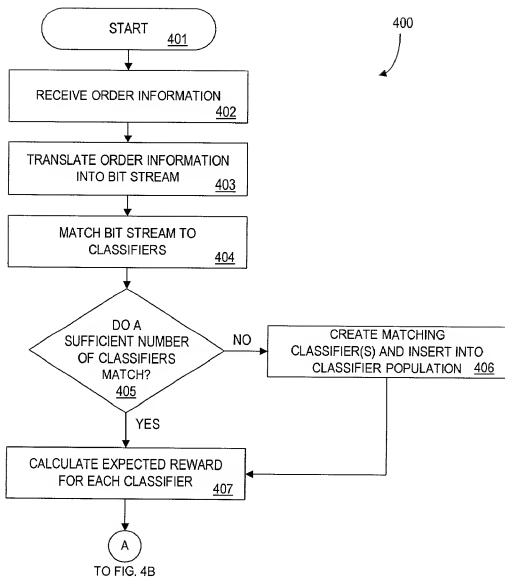 START
401
400
RECEIVE ORDER INFORMATION
402
TRANSLATE ORDER INFORMATION
INTO BIT STREAM
403
MATCH BIT STREAM TO
CLASSIFIERS
404
DO A
SUFFICIENT NUMBER
OF CLASSIFIERS
MATCH?
405
NO
CREATE MATCHING
CLASSIFIER(S) AND INSERT INTO
CLASSIFIER POPULATION 406
YES
CALCULATE EXPECTED REWARD
FOR EACH CLASSIFIER
407
A
TO FIG. 4B